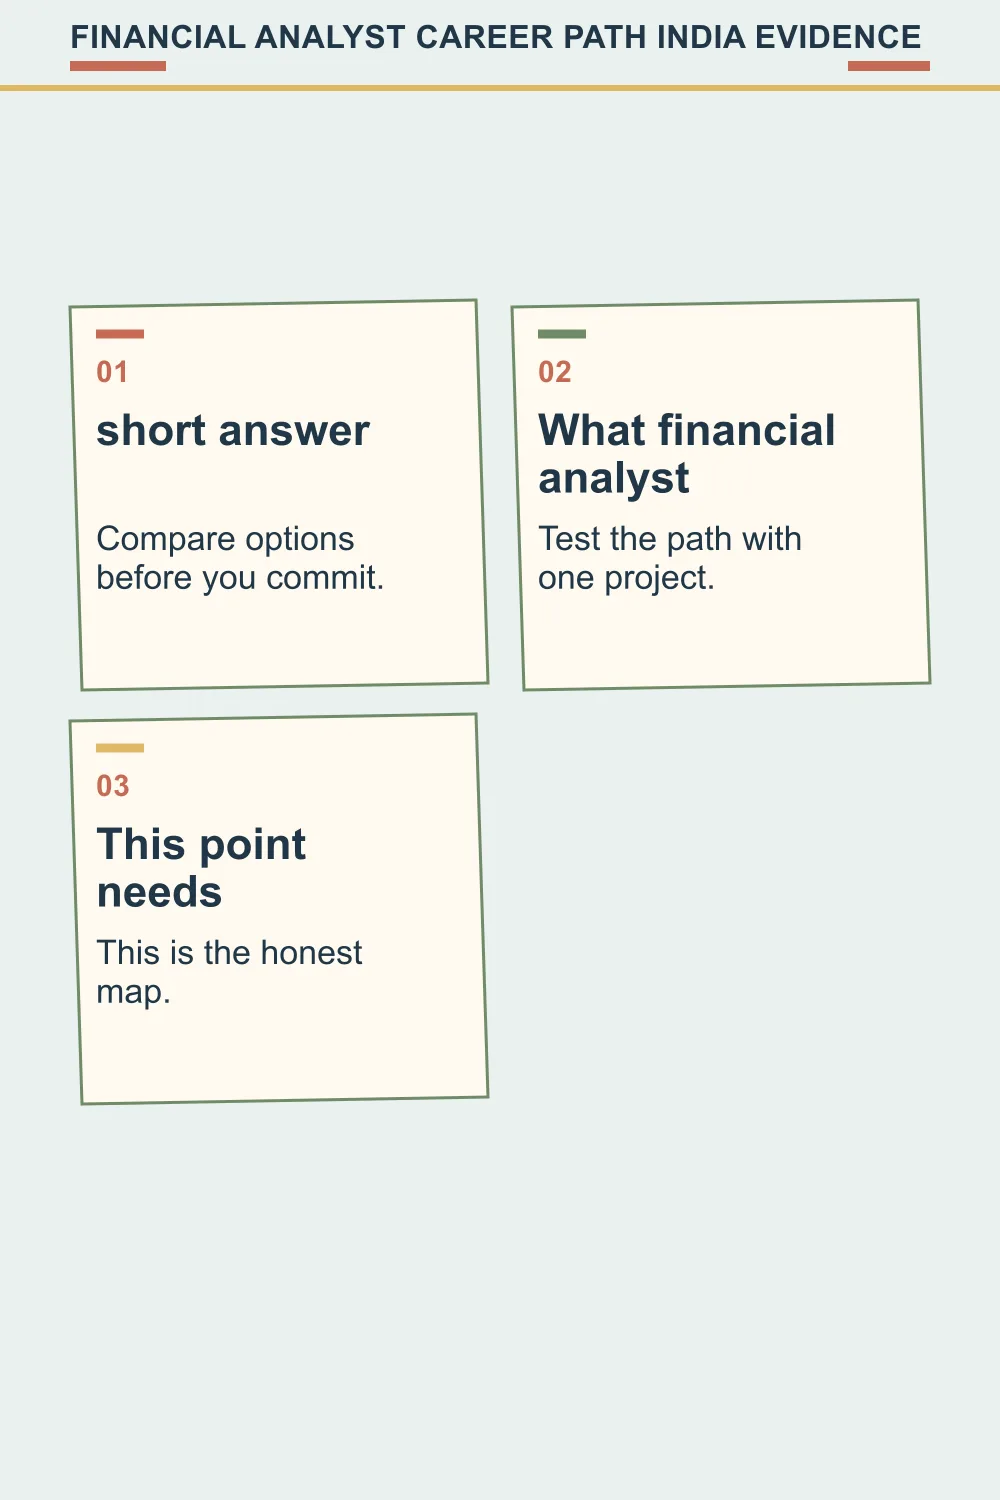 FINANCIAL ANALYST CAREER PATH INDIA EVIDENCE
01
short answer
Compare options
before you commit.
02
What financial
analyst
Test the path with
one project.
03
This point
needs
This is the honest
map.